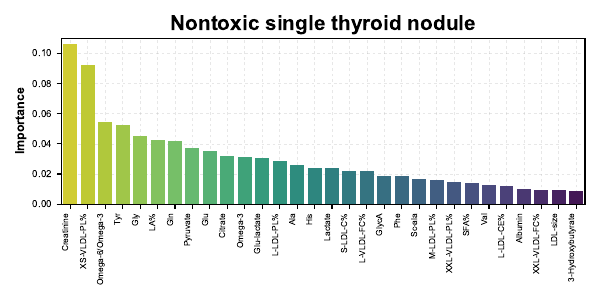 Nontoxic single thyroid nodule
Importance
0.10
0.08
0.06
0.04
0.02
0.00
Creatinine
XS-VLDL-PL%
Omega-6/Omega-3
Tyr
Gly
LA%
Gln
Pyruvate
Glu
Citrate
Omega-3
Glu-lactate
L-LDL-PL%
Ala
His
Lactate
S-LDL-C%
L-VLDL-FC%
GlycA
Phe
M-LDL-PL%
XXL-VLDL-PL%
SFA%
Val
L-LDL-CE%
Albumin
XXL-VLDL-FC%
LDL-size
3-Hydroxybutyrate